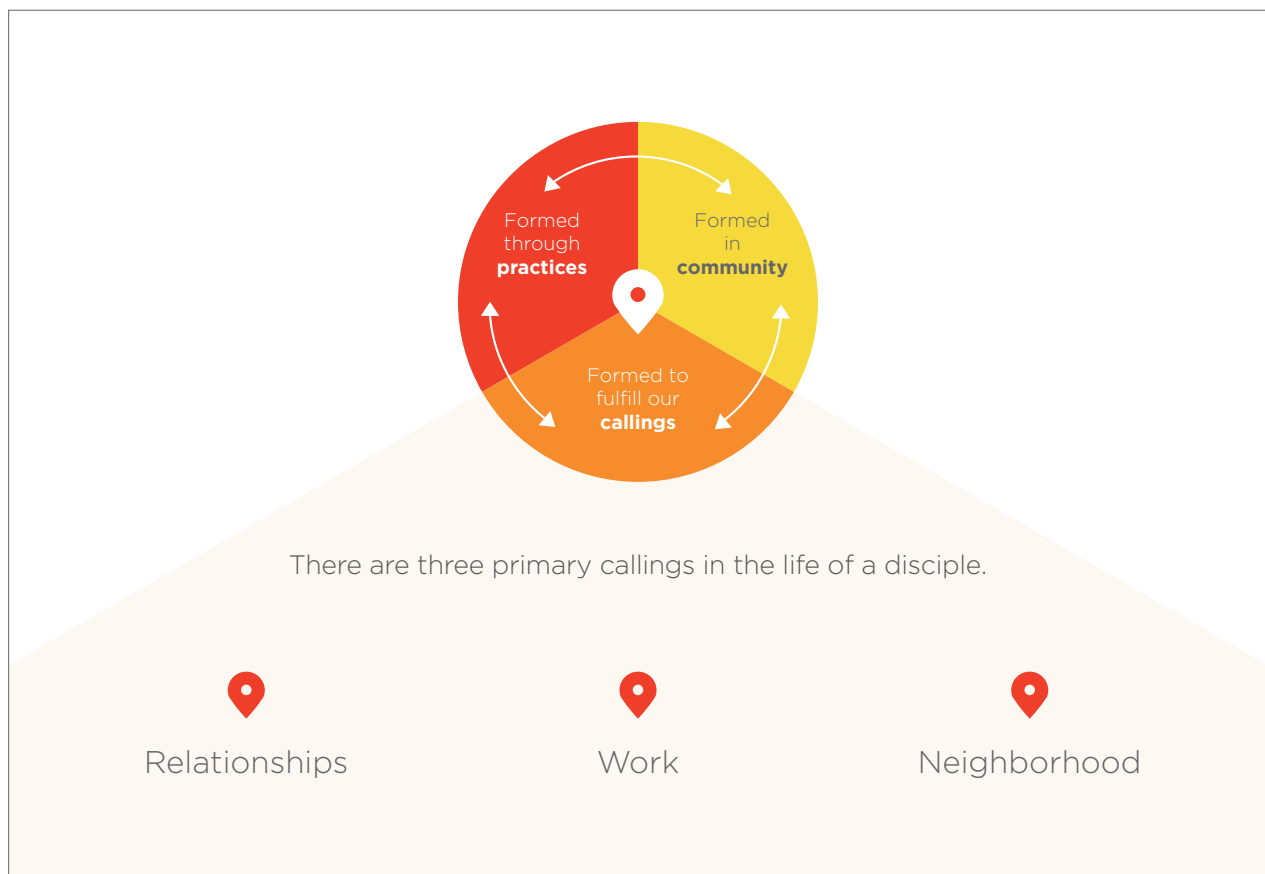 Formed
through
practices
Formed
in
community
Formed to
fulfill our
callings
There are three primary callings in the life of a disciple.
Relationships
Work
Neighborhood